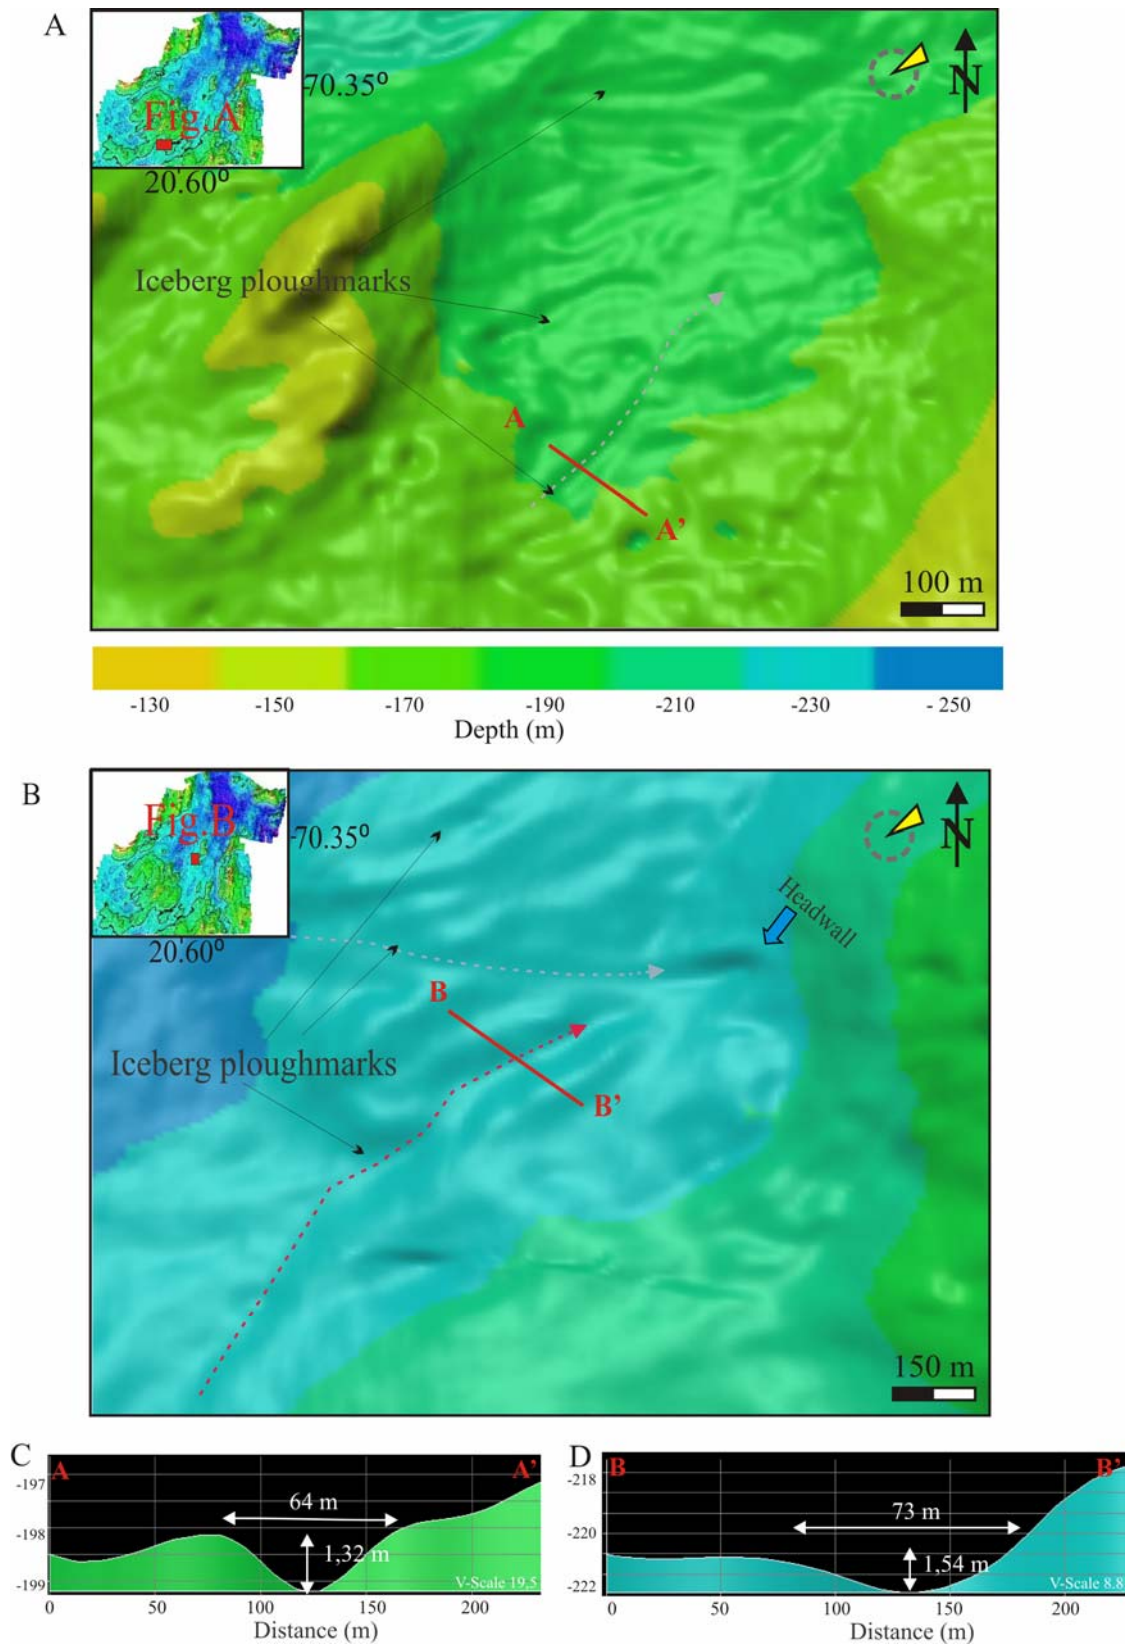 A
Fig.A
70.35⁰
20.60⁰
N
Iceberg ploughmarks
A
A’
100 m
-130 -150 -170 -190 -210 -230 - 250
Depth (m)
B
Fig.B
70.35⁰
20.60⁰
N
Headwall
B
Iceberg ploughmarks
B’
150 m
C
A
A’
-197
64 m
-198
1,32 m
-199
V-Scale 19,5
0 50 100 150 200
Distance (m)
D
B
B’
-218
73 m
-220
1,54 m
-222
V-Scale 8.8
0 50 100 150 200
Distance (m)